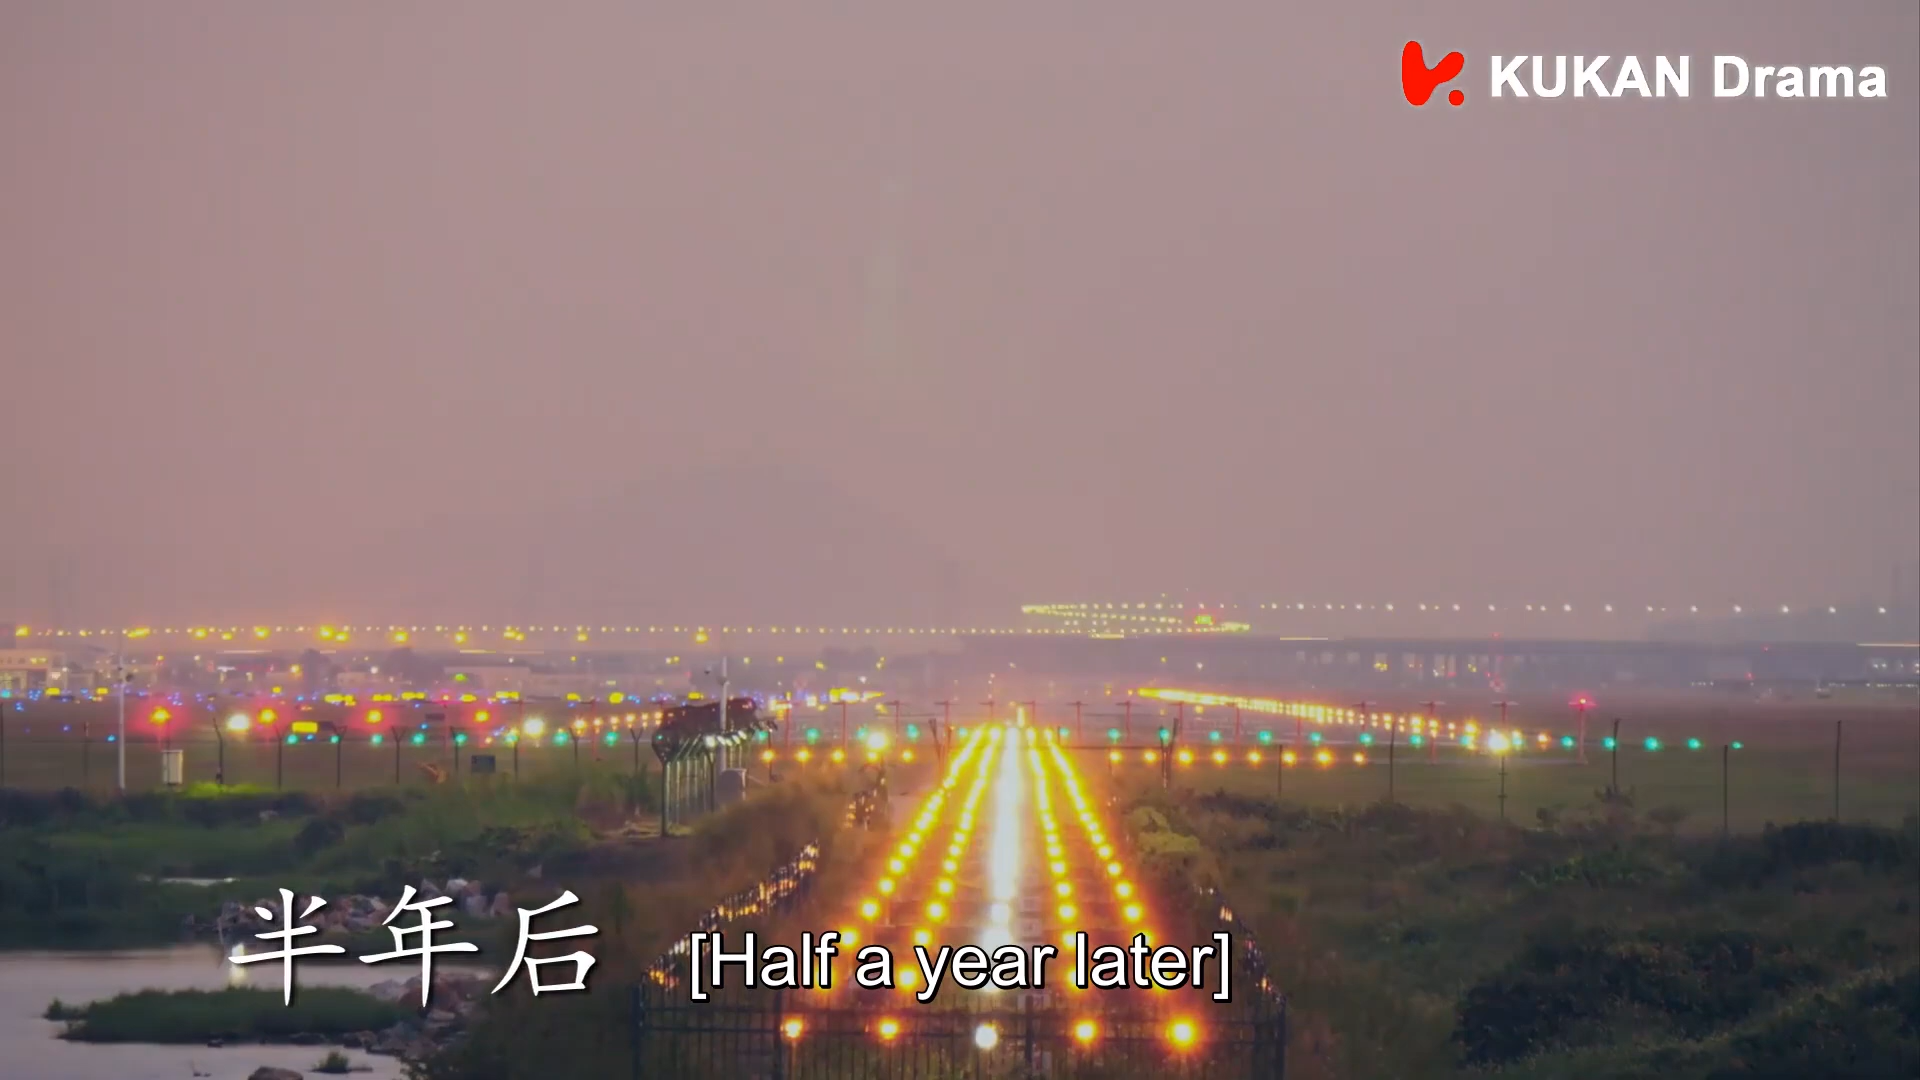 KUKAN Drama
半年后
[Half a year later]